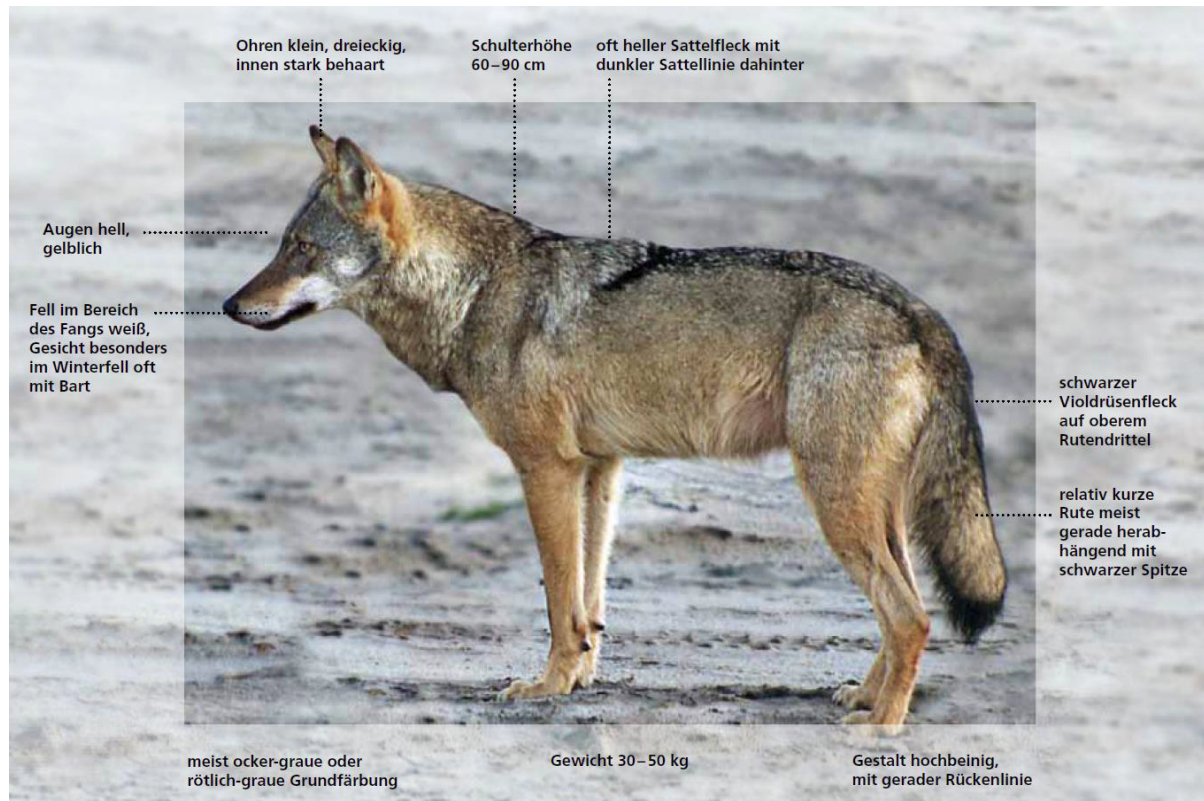 Ohren klein, dreieckig,
innen stark behaart
Schulterhöhe
60–90 cm
oft heller Sattelfleck mit
dunkler Sattellinie dahinter
Augen hell,
gelblich
Fell im Bereich
des Fangs weiß,
Gesicht besonders
im Winterfell oft
mit Bart
schwarzer
Violdrüsenfleck
auf oberem
Rutendrittel
relativ kurze
Rute meist
gerade herab-
hängend mit
schwarzer Spitze
meist ocker-graue oder
rötlich-graue Grundfärbung
Gewicht 30–50 kg
Gestalt hochbeinig,
mit gerader Rückenlinie